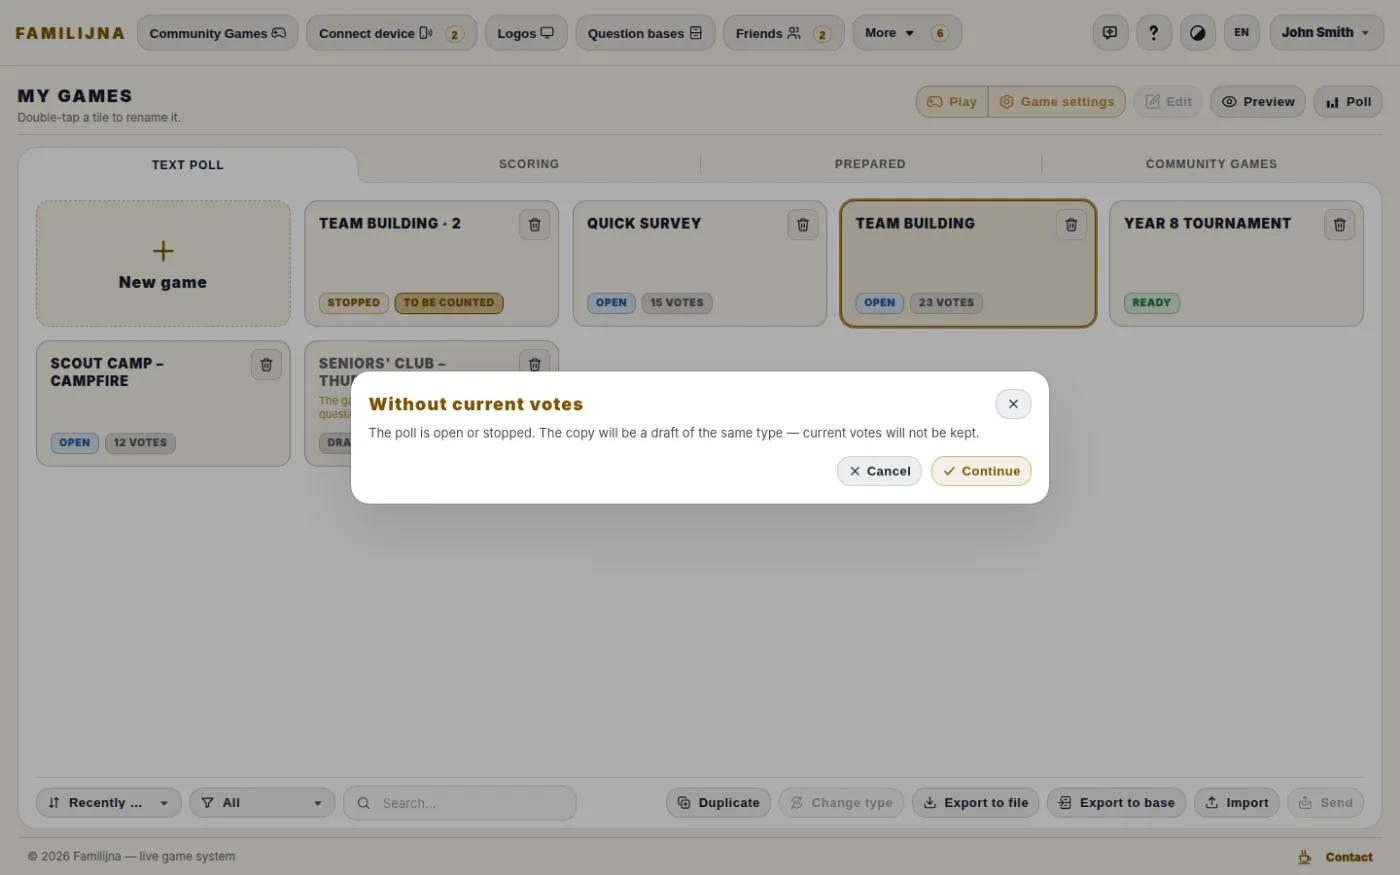 FAMILIJNA
Community Games
Connect device 2
Logos
Question bases
Friends 2
More 6
?
EN
John Smith
MY GAMES
Double-tap a tile to rename it.
Play
Game settings
Edit
Preview
Poll
TEXT POLL
SCORING
PREPARED
COMMUNITY GAMES
New game
TEAM BUILDING · 2
STOPPED
TO BE COUNTED
QUICK SURVEY
OPEN
15 VOTES
TEAM BUILDING
OPEN
23 VOTES
YEAR 8 TOURNAMENT
READY
SCOUT CAMP –
CAMPFIRE
OPEN
12 VOTES
SENIORS' CLUB –
Without current votes
The poll is open or stopped. The copy will be a draft of the same type — current votes will not be kept.
Cancel
Continue
Recently ...
All
Search...
Duplicate
Change type
Export to file
Export to base
Import
Send
© 2026 Familijna — live game system
Contact